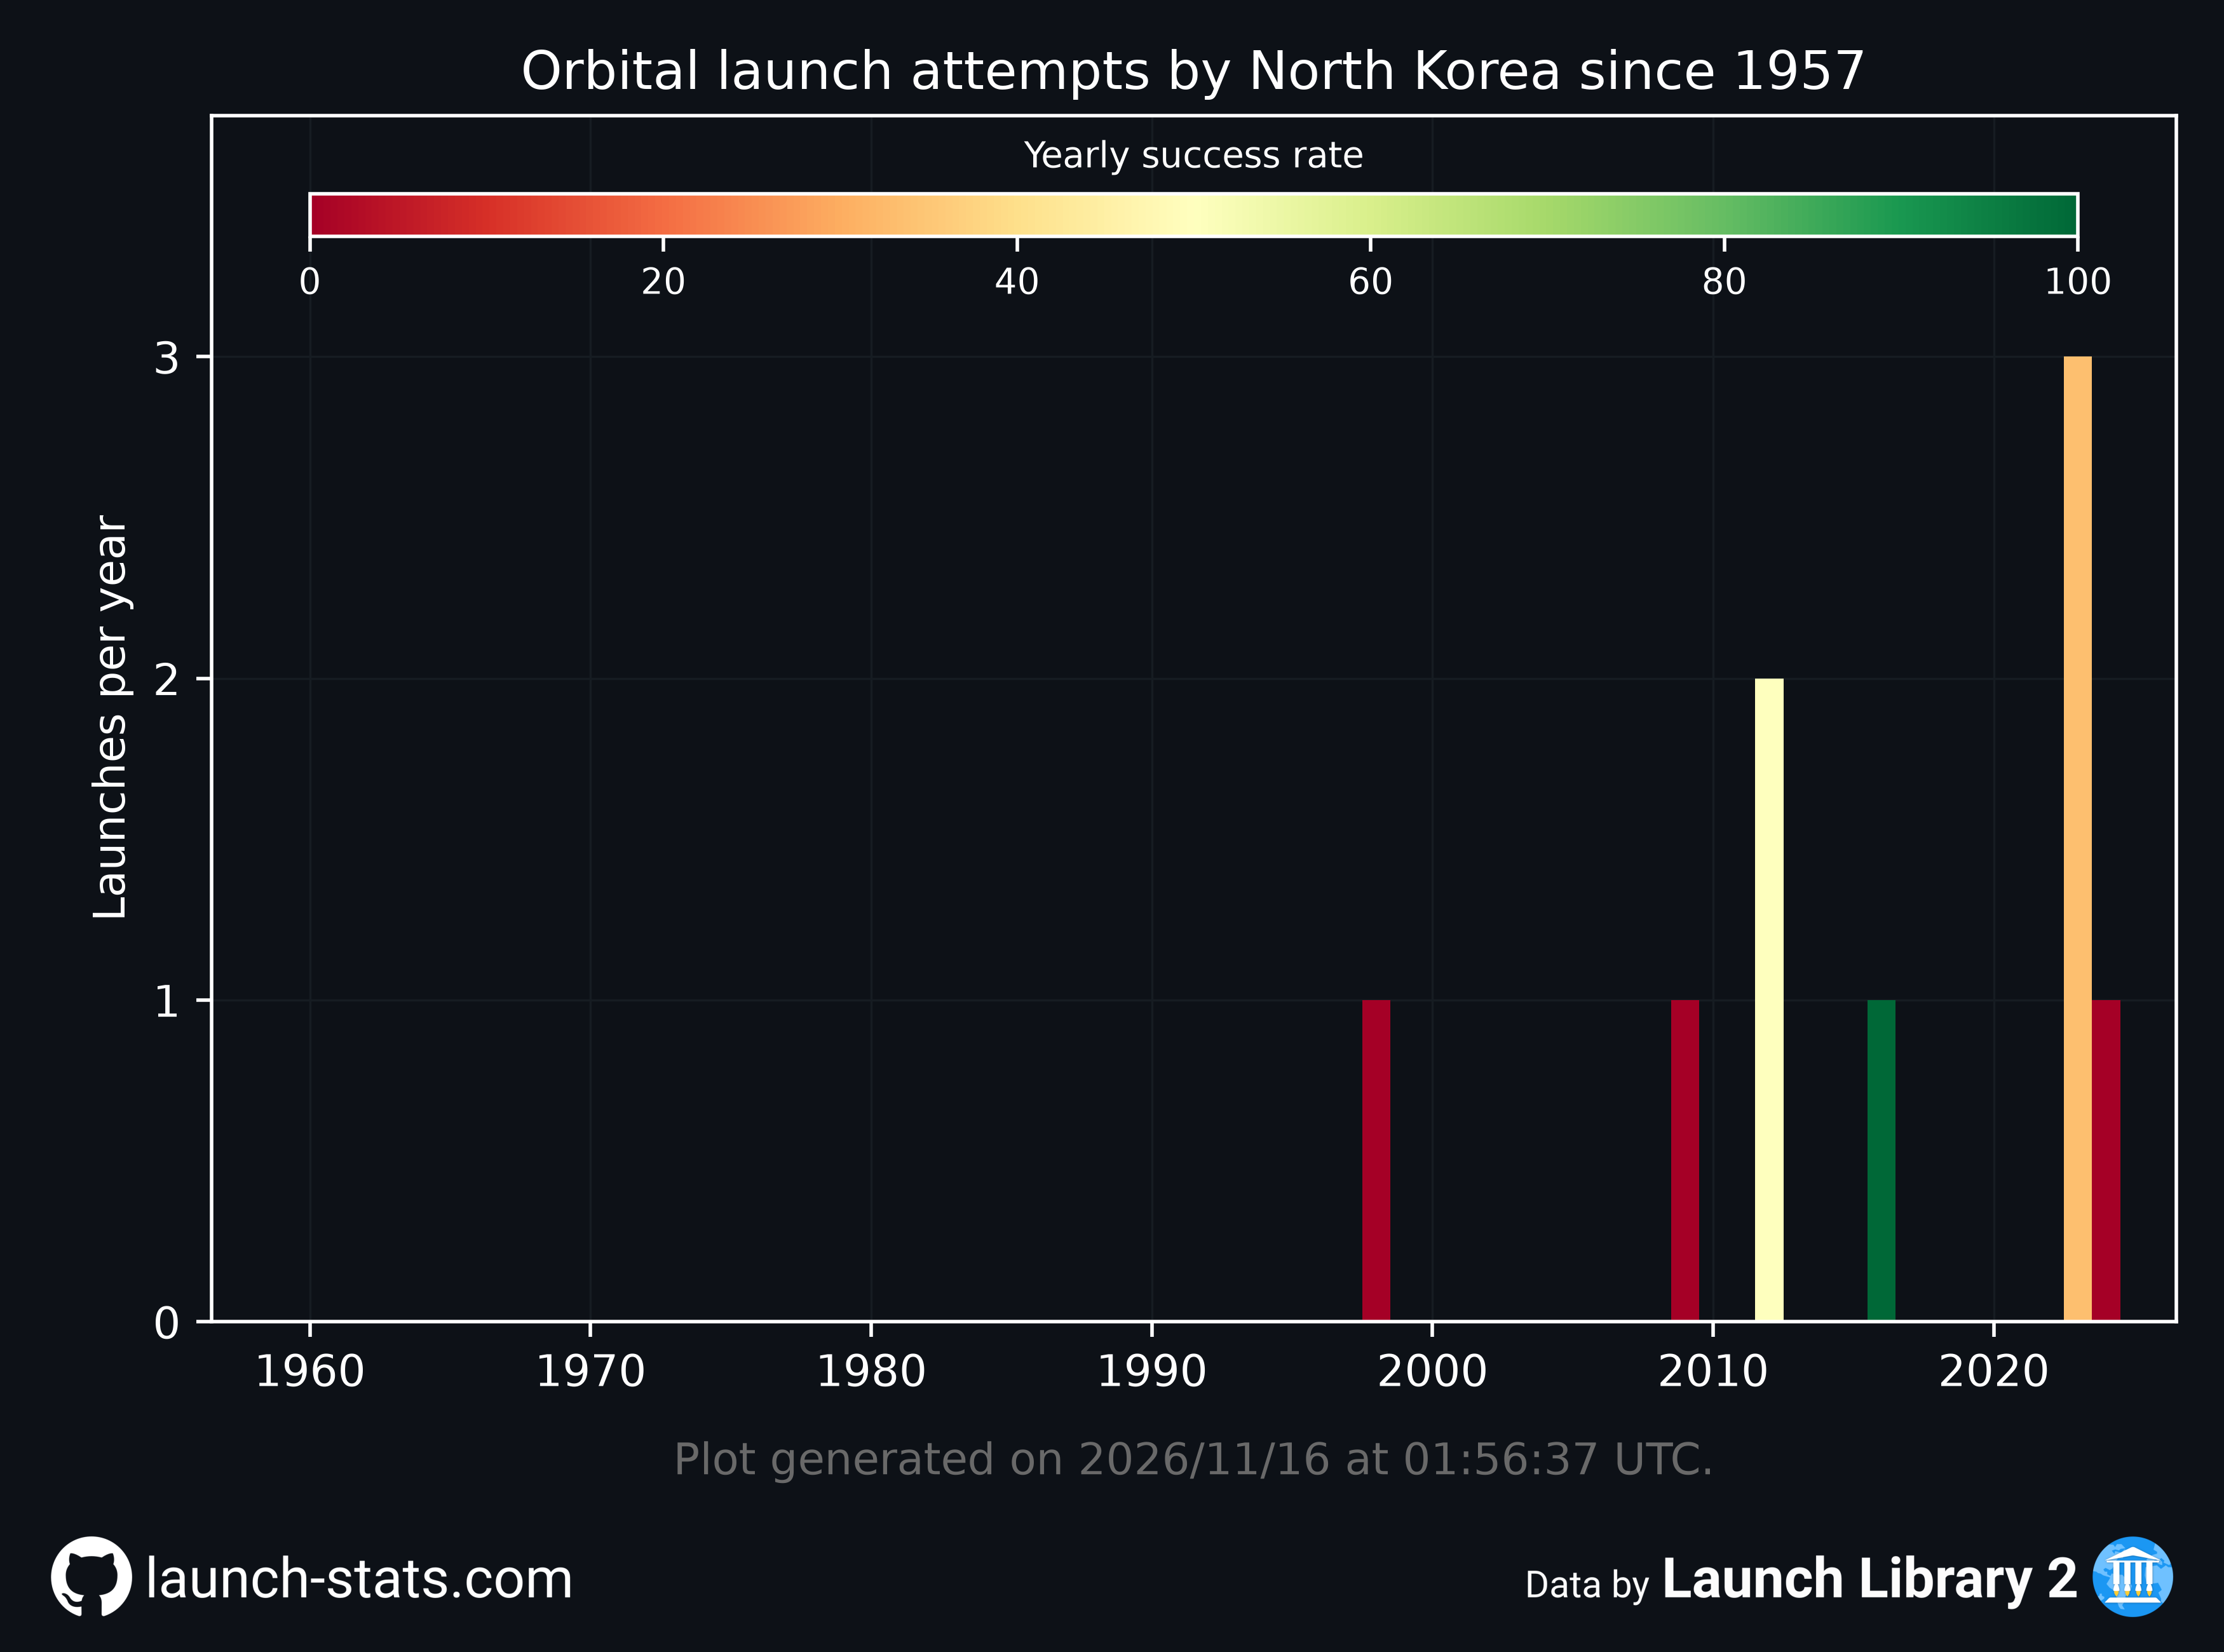 Orbital launch attempts by North Korea since 1957
Yearly success rate
0 20 40 60 80 100
Launches per year
3
2
1
0
1960 1970 1980 1990 2000 2010 2020
Plot generated on 2026/11/16 at 01:56:37 UTC.
launch-stats.com
Data by Launch Library 2